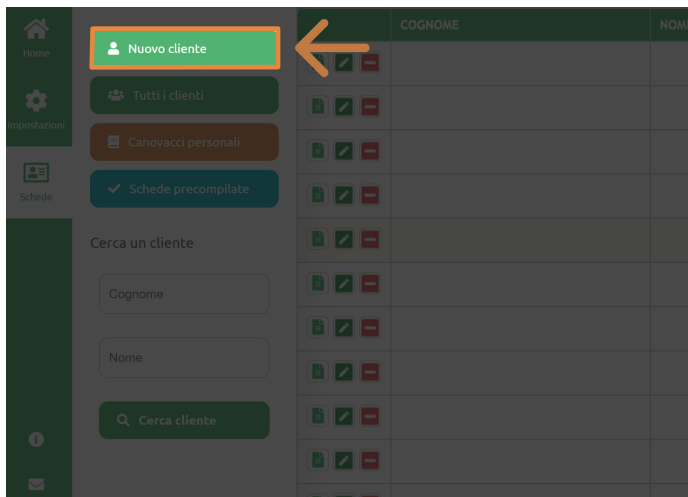 Home
Impostazioni
Schede
Nuovo cliente
Tutti i clienti
Canovacci personali
Schede precompilate
Cerca un cliente
Cognome
Nome
Cerca cliente
COGNOME